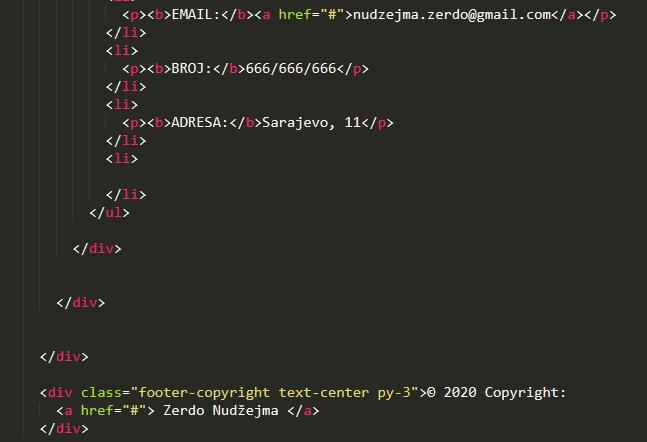 <p><b>EMAIL:</b><a href="#">nudzejma.zerdo@gmail.com</a></p>
</li>
<li>
<p><b>BROJ:</b>666/666/666</p>
</li>
<li>
<p><b>ADRESA:</b>Sarajevo, 11</p>
</li>
<li>
</li>
</ul>
</div>
</div>
</div>
<div class="footer-copyright text-center py-3">© 2020 Copyright:
<a href="#"> Zerdo Nudžejma </a>
</div>